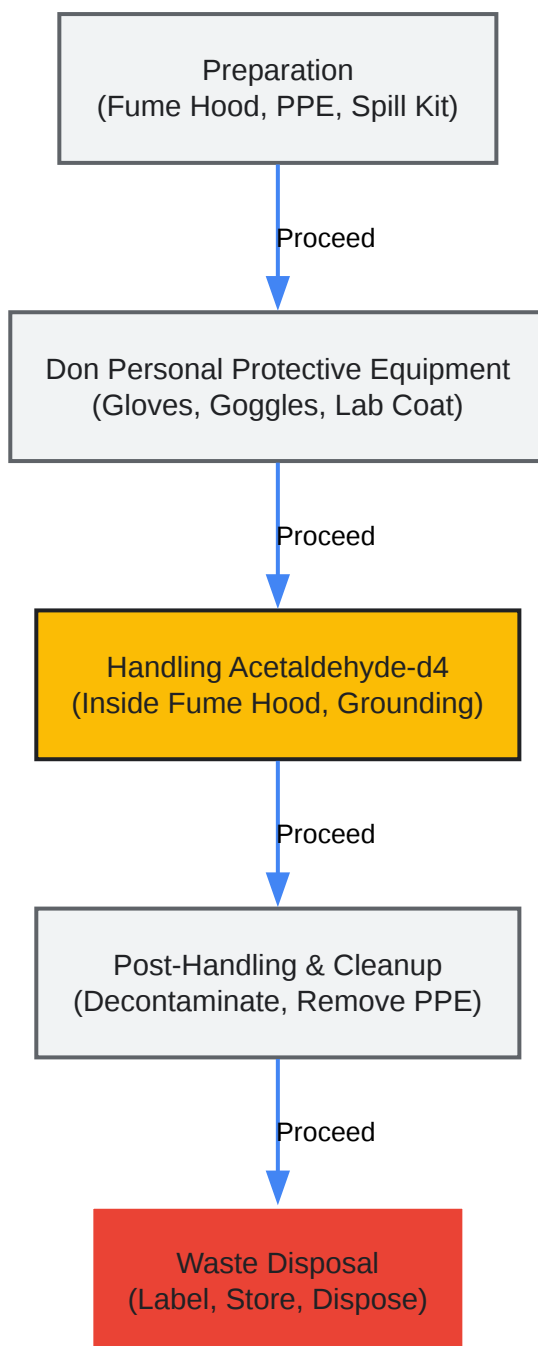 Preparation
(Fume Hood, PPE, Spill Kit)
Proceed
Don Personal Protective Equipment
(Gloves, Goggles, Lab Coat)
Proceed
Handling Acetaldehyde-d4
(Inside Fume Hood, Grounding)
Proceed
Post-Handling & Cleanup
(Decontaminate, Remove PPE)
Proceed
Waste Disposal
(Label, Store, Dispose)